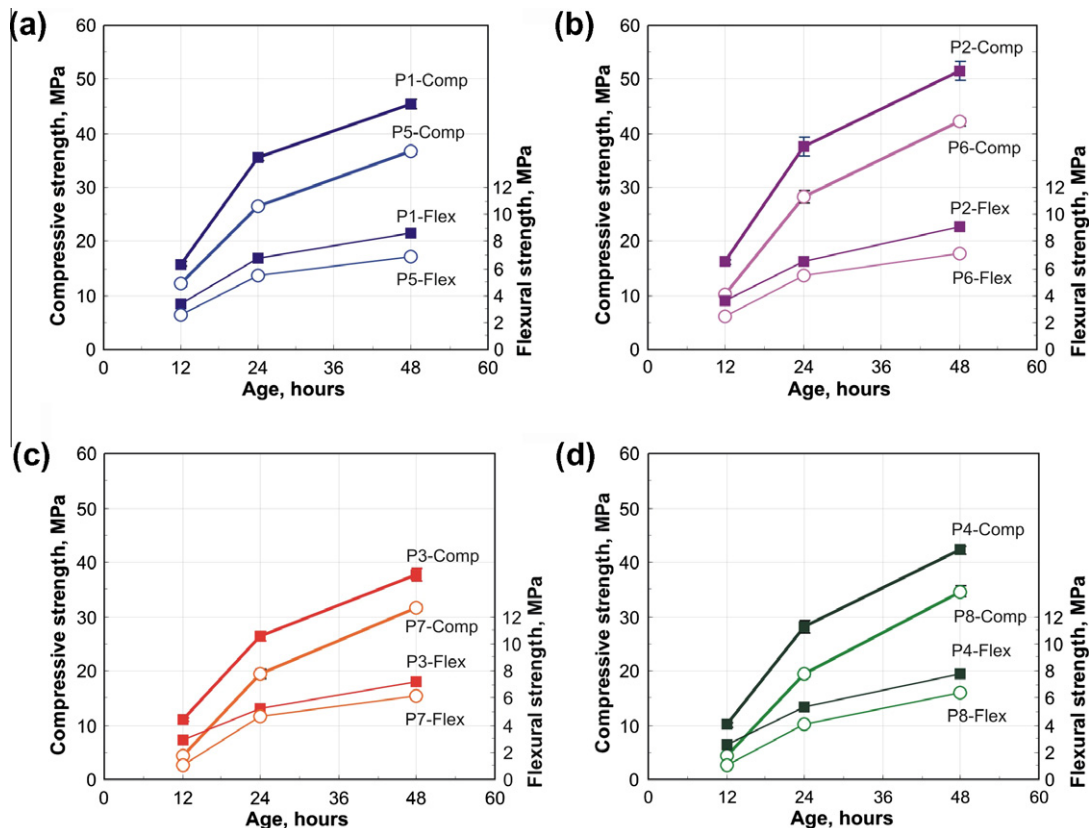 (a)
60
50
40
30
20
10
0
Compressive strength, MPa
P1-Comp
P5-Comp
P1-Flex
P5-Flex
12
10
8
6
4
2
0
Flexural strength, MPa
0 12 24 36 48 60
Age, hours
(b)
60
50
40
30
20
10
0
Compressive strength, MPa
P2-Comp
P6-Comp
P2-Flex
P6-Flex
12
10
8
6
4
2
0
Flexural strength, MPa
0 12 24 36 48 60
Age, hours
(c)
60
50
40
30
20
10
0
Compressive strength, MPa
P3-Comp
P7-Comp
P3-Flex
P7-Flex
12
10
8
6
4
2
0
Flexural strength, MPa
0 12 24 36 48 60
Age, hours
(d)
60
50
40
30
20
10
0
Compressive strength, MPa
P4-Comp
P8-Comp
P4-Flex
P8-Flex
12
10
8
6
4
2
0
Flexural strength, MPa
0 12 24 36 48 60
Age, hours